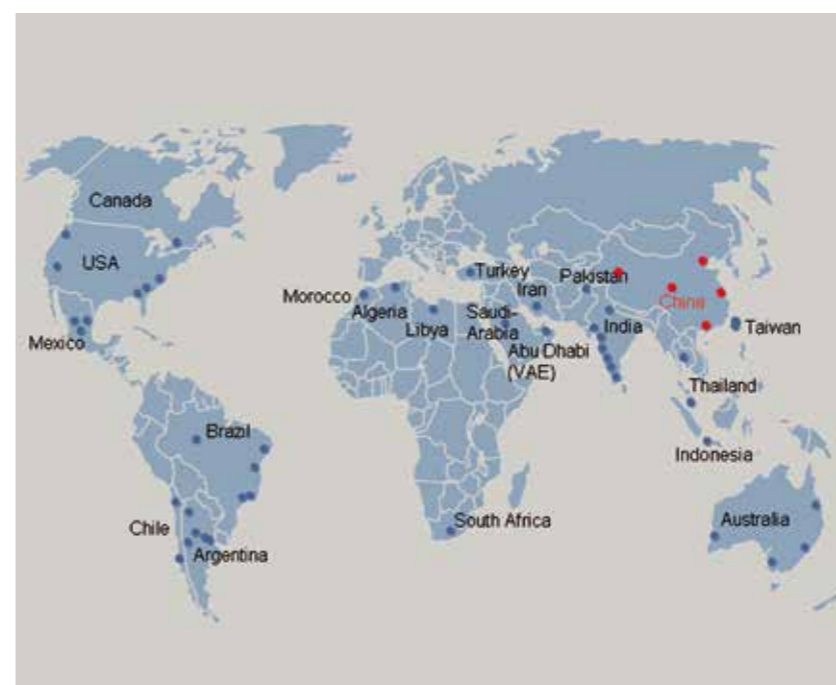 Canada
USA
Mexico
Morocco
Algeria
Libya
Turkey
Iran
Saudi-
Arabia
Abu Dhabi
(VAE)
Pakistan
India
China
Taiwan
Thailand
Indonesia
Brazil
Chile
Argentina
South Africa
Australia